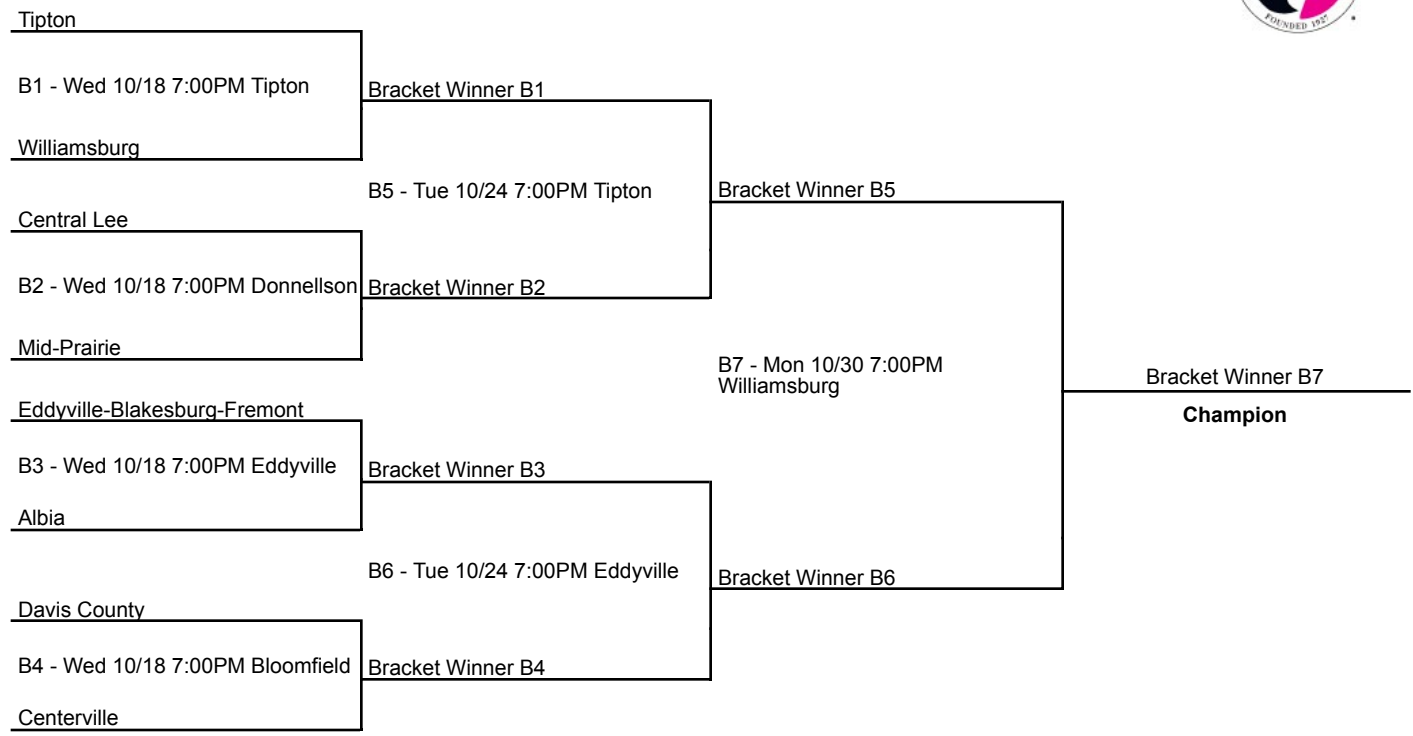 FOUNDED 1927
Tipton
B1 - Wed 10/18 7:00PM Tipton
Bracket Winner B1
Williamsburg
B5 - Tue 10/24 7:00PM Tipton
Bracket Winner B5
Central Lee
B2 - Wed 10/18 7:00PM Donnellson
Bracket Winner B2
Mid-Prairie
B7 - Mon 10/30 7:00PM
Williamsburg
Bracket Winner B7
Champion
Eddyville-Blakesburg-Fremont
B3 - Wed 10/18 7:00PM Eddyville
Bracket Winner B3
Albia
B6 - Tue 10/24 7:00PM Eddyville
Bracket Winner B6
Davis County
B4 - Wed 10/18 7:00PM Bloomfield
Bracket Winner B4
Centerville